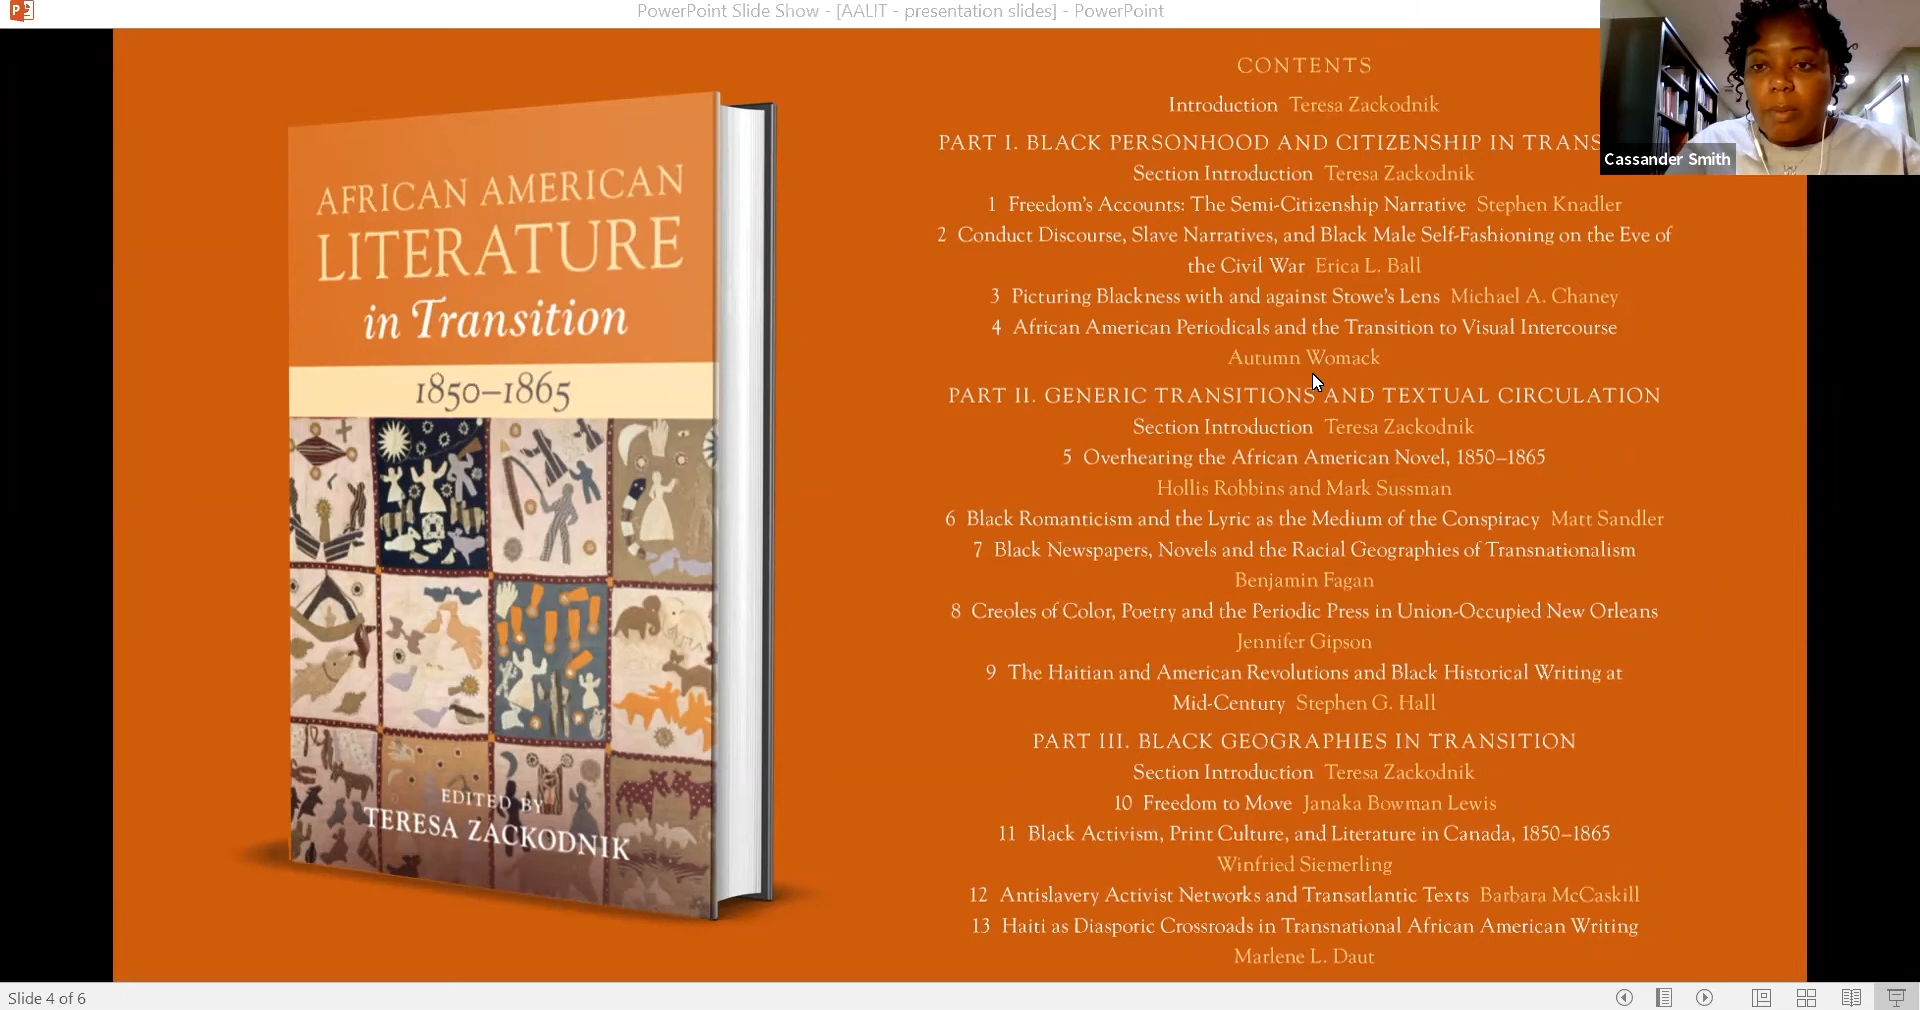 PowerPoint Slide Show - [AALIT - presentation slides] - PowerPoint
Cassander Smith
AFRICAN AMERICAN
LITERATURE
in Transition
1850–1865
EDITED BY
TERESA ZACKODNIK
CONTENTS
Introduction Teresa Zackodnik
PART I. BLACK PERSONHOOD AND CITIZENSHIP IN TRANS
Section Introduction Teresa Zackodnik
1 Freedom's Accounts: The Semi-Citizenship Narrative Stephen Knadler
2 Conduct Discourse, Slave Narratives, and Black Male Self-Fashioning on the Eve of
the Civil War Erica L. Ball
3 Picturing Blackness with and against Stowe's Lens Michael A. Chaney
4 African American Periodicals and the Transition to Visual Intercourse
Autumn Womack
PART II. GENERIC TRANSITIONS AND TEXTUAL CIRCULATION
Section Introduction Teresa Zackodnik
5 Overhearing the African American Novel, 1850–1865
Hollis Robbins and Mark Sussman
6 Black Romanticism and the Lyric as the Medium of the Conspiracy Matt Sandler
7 Black Newspapers, Novels and the Racial Geographies of Transnationalism
Benjamin Fagan
8 Creoles of Color, Poetry and the Periodic Press in Union-Occupied New Orleans
Jennifer Gipson
9 The Haitian and American Revolutions and Black Historical Writing at
Mid-Century Stephen G. Hall
PART III. BLACK GEOGRAPHIES IN TRANSITION
Section Introduction Teresa Zackodnik
10 Freedom to Move Janaka Bowman Lewis
11 Black Activism, Print Culture, and Literature in Canada, 1850–1865
Winfried Siemerling
12 Antislavery Activist Networks and Transatlantic Texts Barbara McCaskill
13 Haiti as Diasporic Crossroads in Transnational African American Writing
Marlene L. Daut
Slide 4 of 6